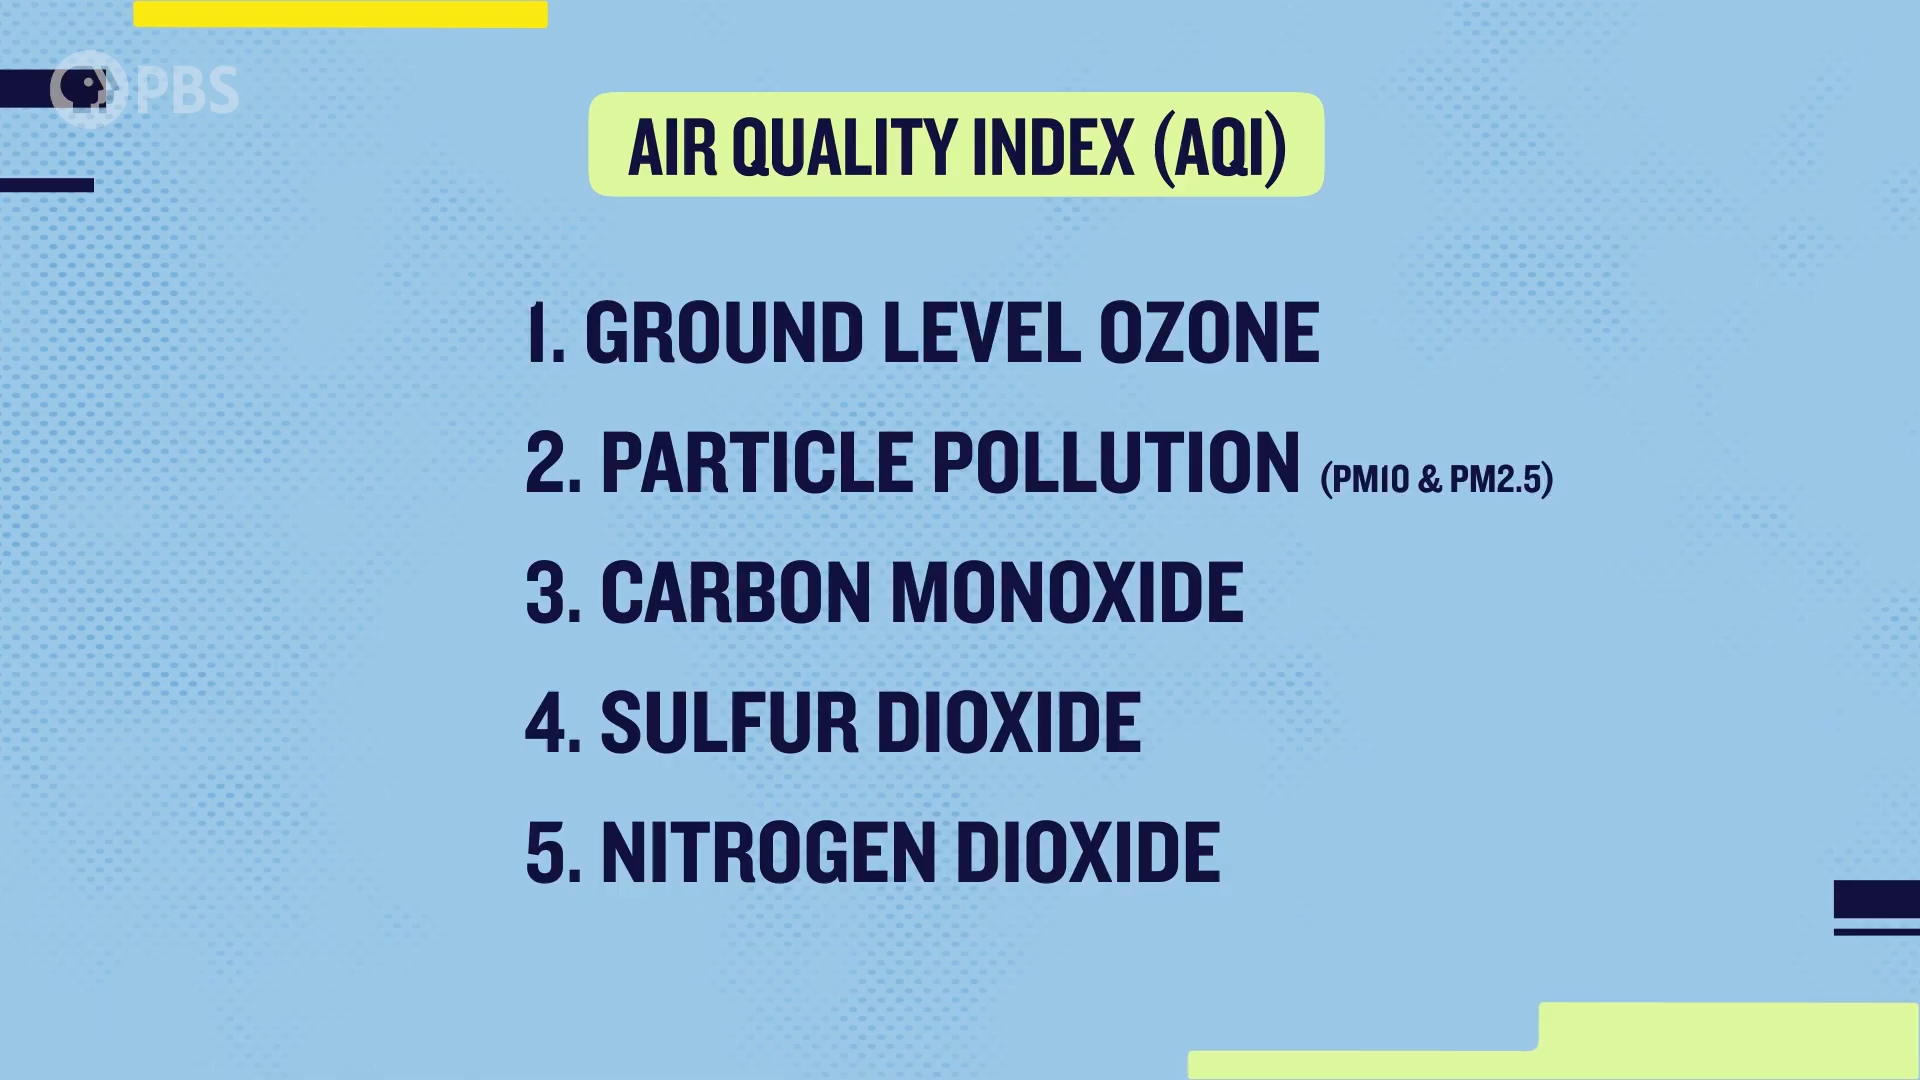 PBS
AIR QUALITY INDEX (AQI)
1. GROUND LEVEL OZONE
2. PARTICLE POLLUTION (PM10 & PM2.5)
3. CARBON MONOXIDE
4. SULFUR DIOXIDE
5. NITROGEN DIOXIDE